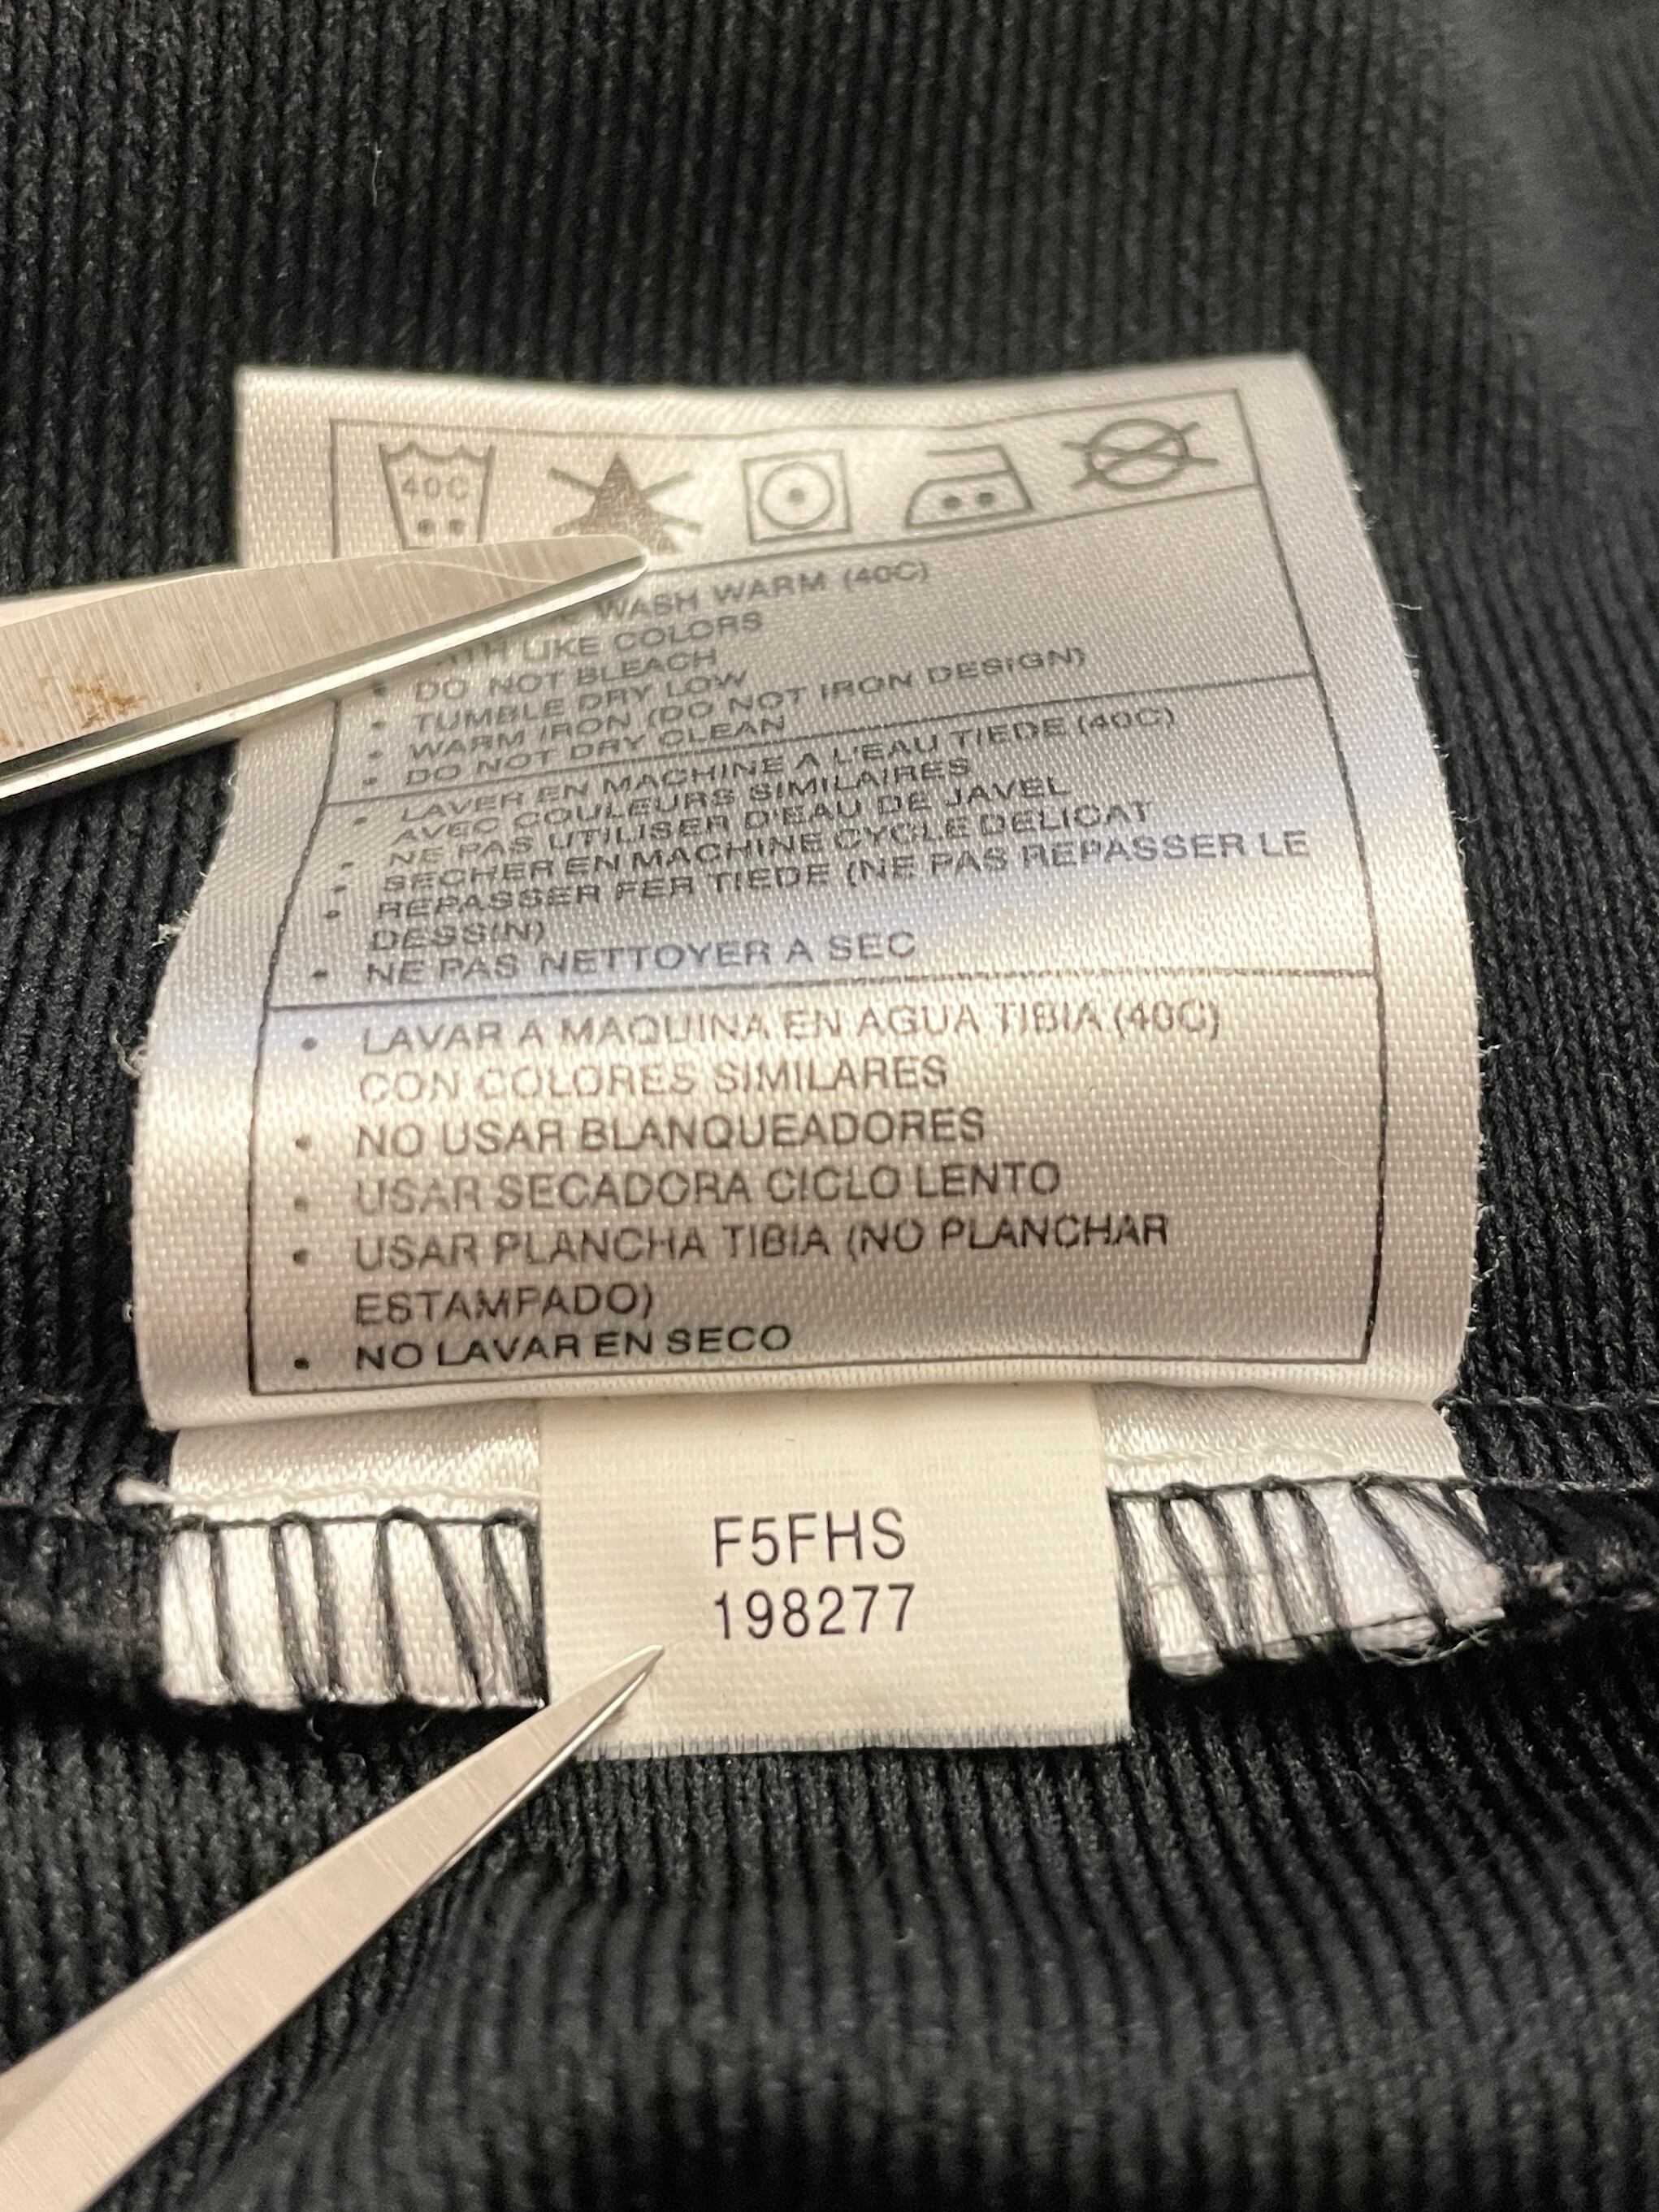 40C
WASH WARM (40C)
LIKE COLORS
• DO NOT BLEACH
• TUMBLE DRY LOW
• WARM IRON (DO NOT IRON DESIGN)
• DO NOT DRY CLEAN
• LAVER EN MACHINE A L'EAU TIEDE (40C)
AVEC COULEURS SIMILAIRES
• NE PAS UTILISER D'EAU DE JAVEL
• SECHER EN MACHINE CYCLE DELICAT
• REPASSER FER TIEDE (NE PAS REPASSER LE
DESSIN)
• NE PAS NETTOYER A SEC
• LAVAR A MAQUINA EN AGUA TIBIA (40C)
CON COLORES SIMILARES
• NO USAR BLANQUEADORES
• USAR SECADORA CICLO LENTO
• USAR PLANCHA TIBIA (NO PLANCHAR
ESTAMPADO)
• NO LAVAR EN SECO
F5FHS
198277